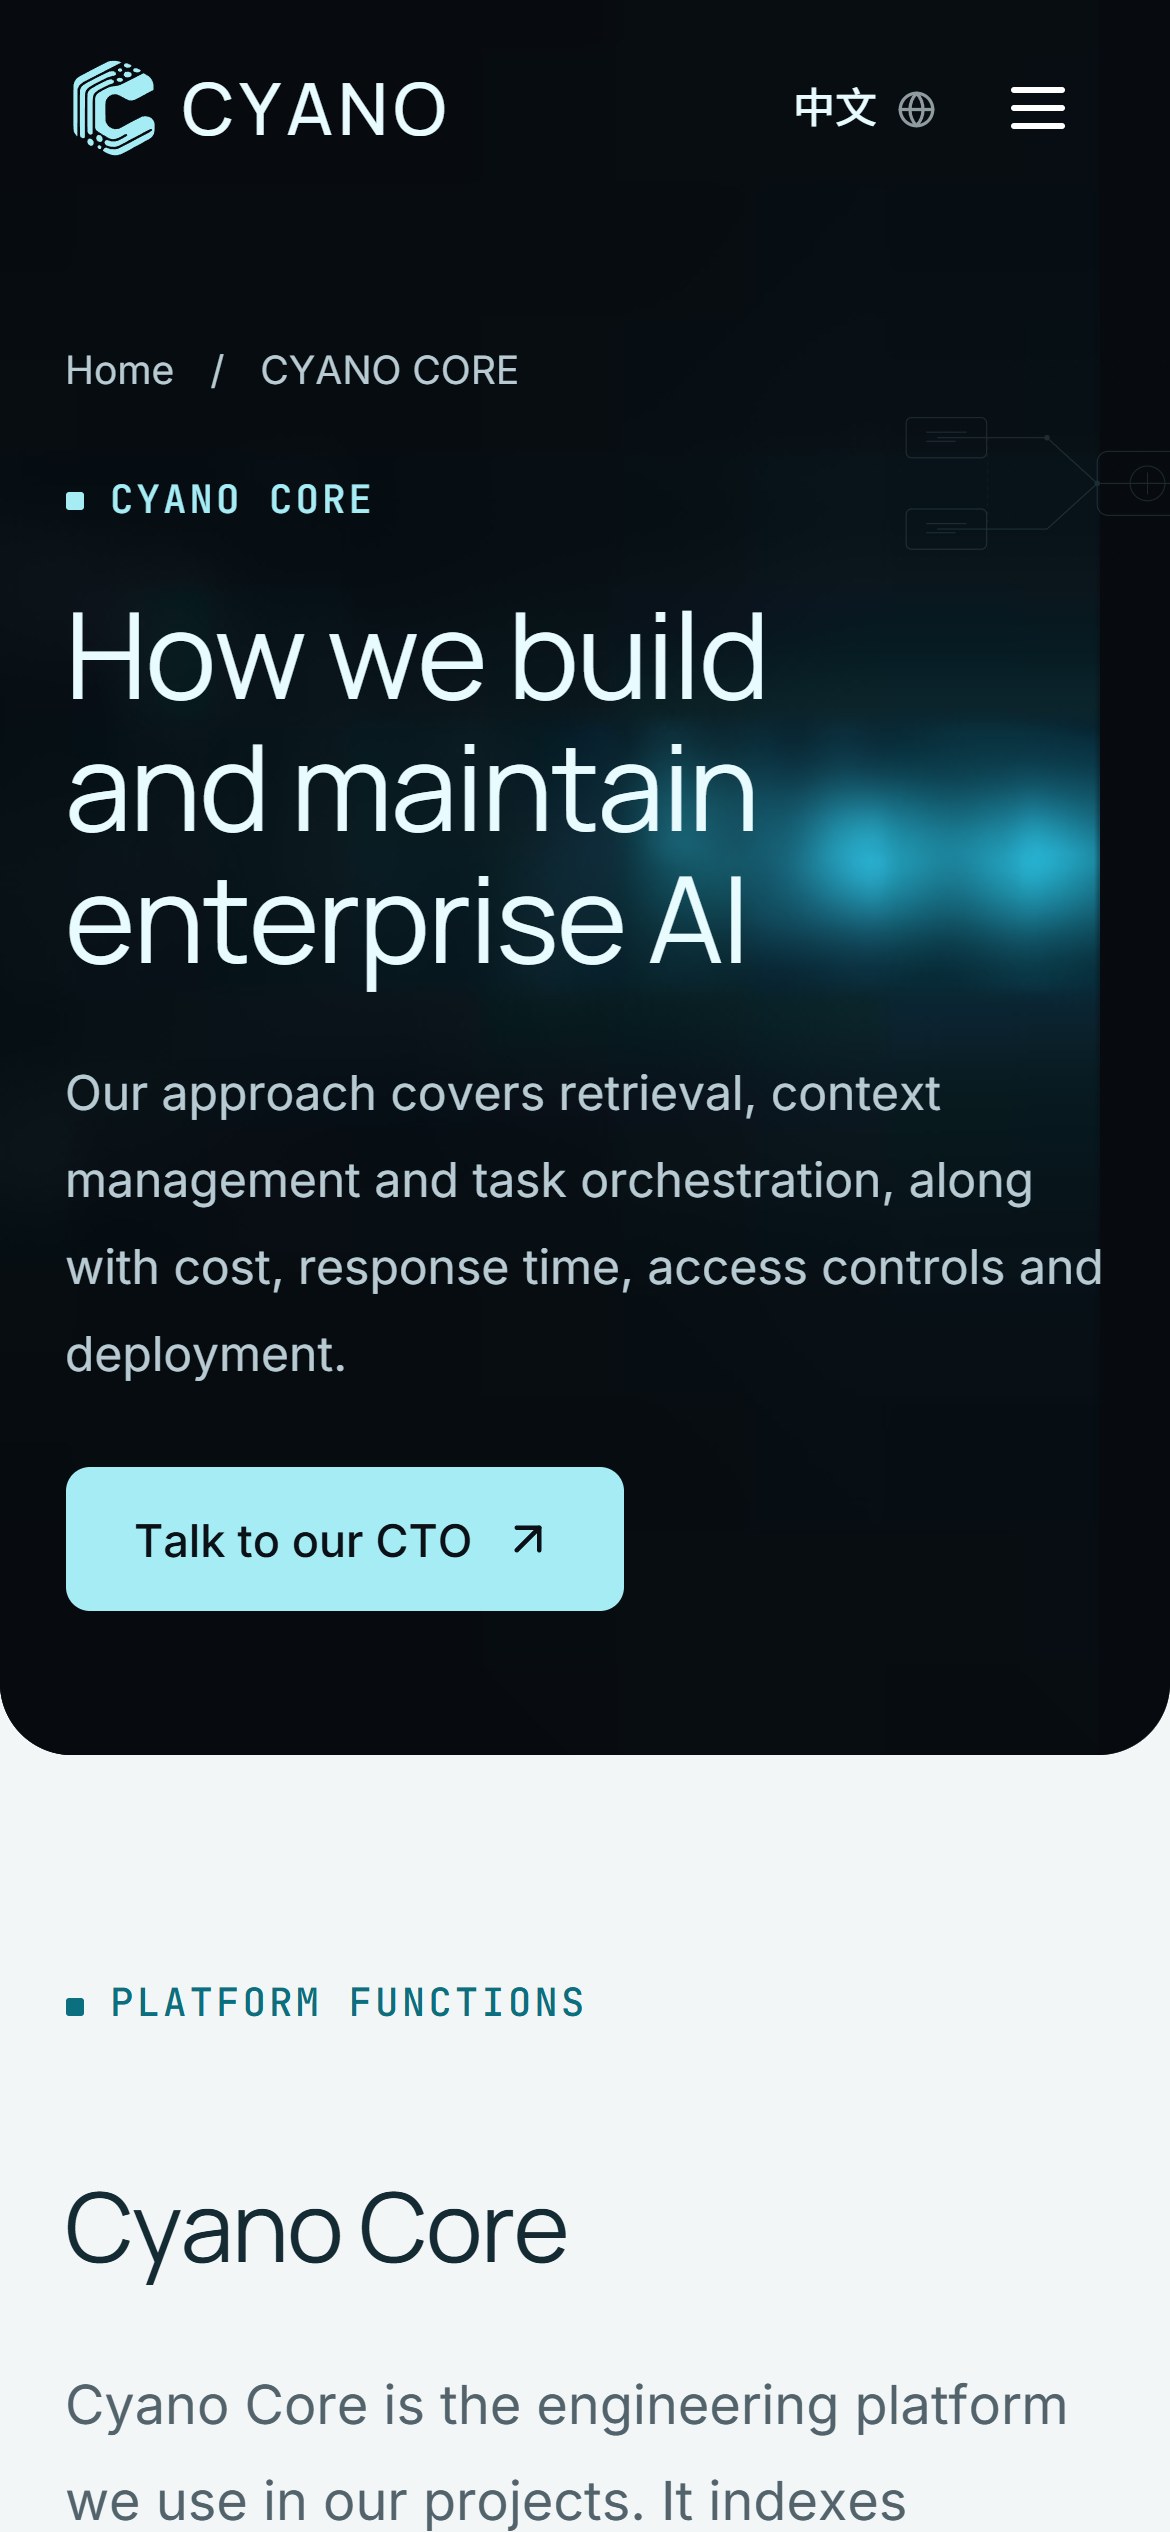 CYANO
中文
Home / CYANO CORE
CYANO CORE
How we build
and maintain
enterprise AI
Our approach covers retrieval, context
management and task orchestration, along
with cost, response time, access controls and
deployment.
Talk to our CTO
PLATFORM FUNCTIONS
Cyano Core
Cyano Core is the engineering platform
we use in our projects. It indexes